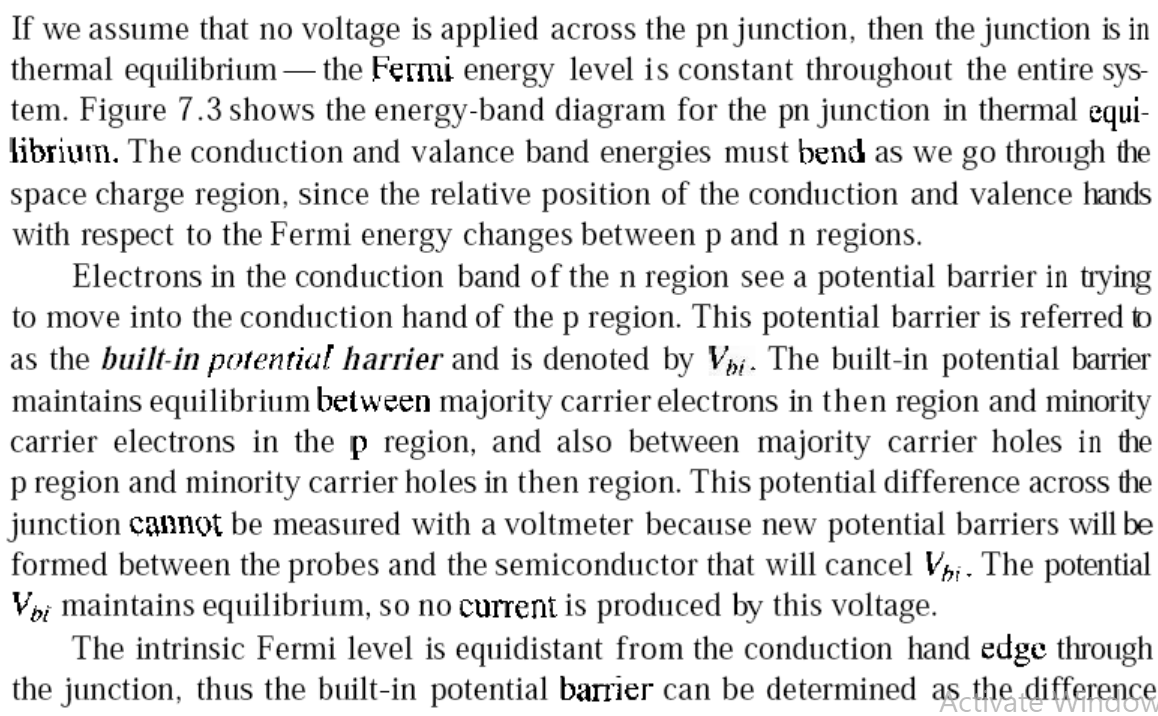 If we assume that no voltage is applied across the pn junction, then the junction is in
thermal equilibrium — the Fermi energy level is constant throughout the entire sys-
tem. Figure 7.3 shows the energy-band diagram for the pn junction in thermal equi-
librium. The conduction and valance band energies must bend as we go through the
space charge region, since the relative position of the conduction and valence hands
with respect to the Fermi energy changes between p and n regions.
Electrons in the conduction band of the n region see a potential barrier in trying
to move into the conduction hand of the p region. This potential barrier is referred to
as the built-in potential harrier and is denoted by Vbi. The built-in potential barrier
maintains equilibrium between majority carrier electrons in then region and minority
carrier electrons in the p region, and also between majority carrier holes in the
p region and minority carrier holes in then region. This potential difference across the
junction cannot be measured with a voltmeter because new potential barriers will be
formed between the probes and the semiconductor that will cancel Vbi. The potential
Vbi maintains equilibrium, so no current is produced by this voltage.
The intrinsic Fermi level is equidistant from the conduction hand edge through
the junction, thus the built-in potential barrier can be determined as the difference
Activate Window